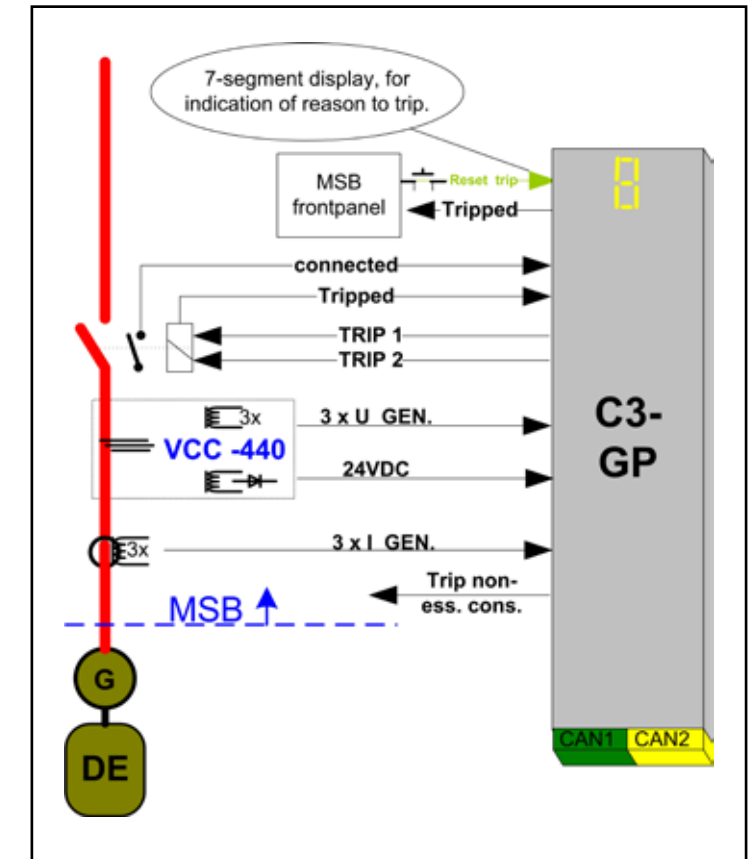 7-segment display, for
indication of reason to trip.
MSB
frontpanel
Reset trip
Tripped
connected
Tripped
TRIP 1
TRIP 2
3x
3 x U GEN.
VCC -440
24VDC
C3-
GP
3x
3 x I GEN.
Trip non-
ess. cons.
MSB
G
DE
CAN1
CAN2